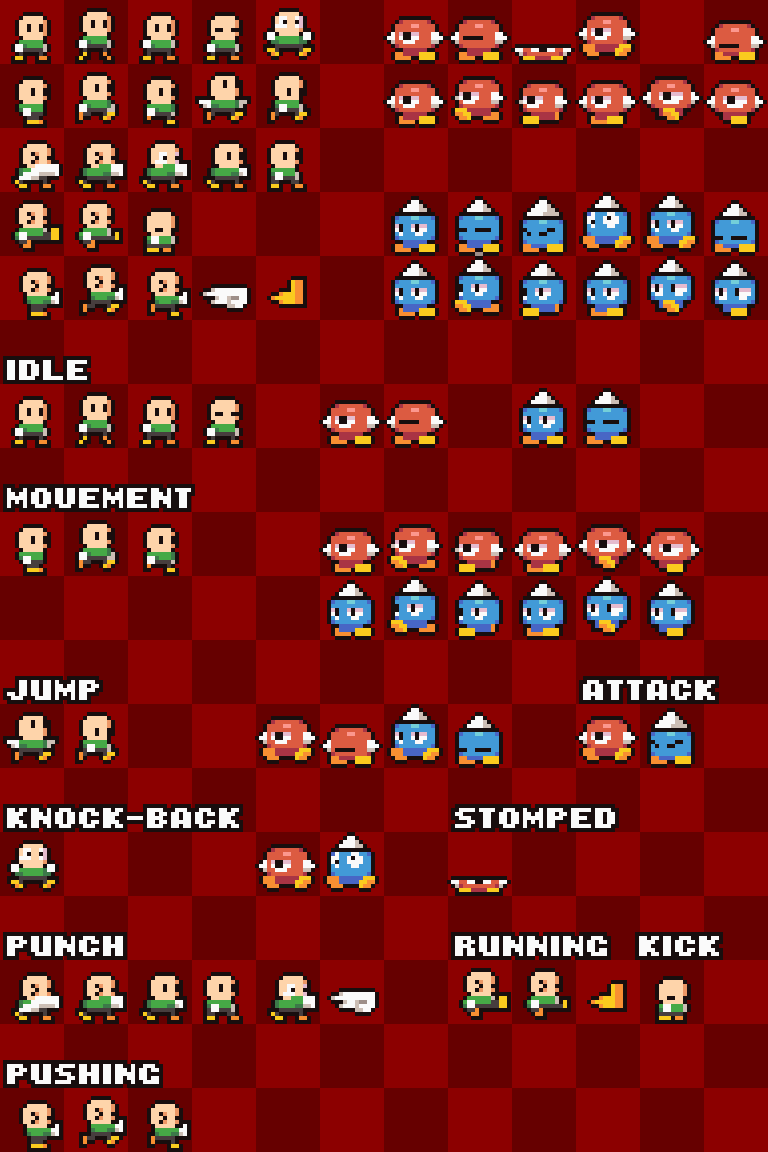 IDLE
MOVEMENT
JUMP
ATTACK
KNOCK-BACK
STOMPED
PUNCH
RUNNING KICK
PUSHING